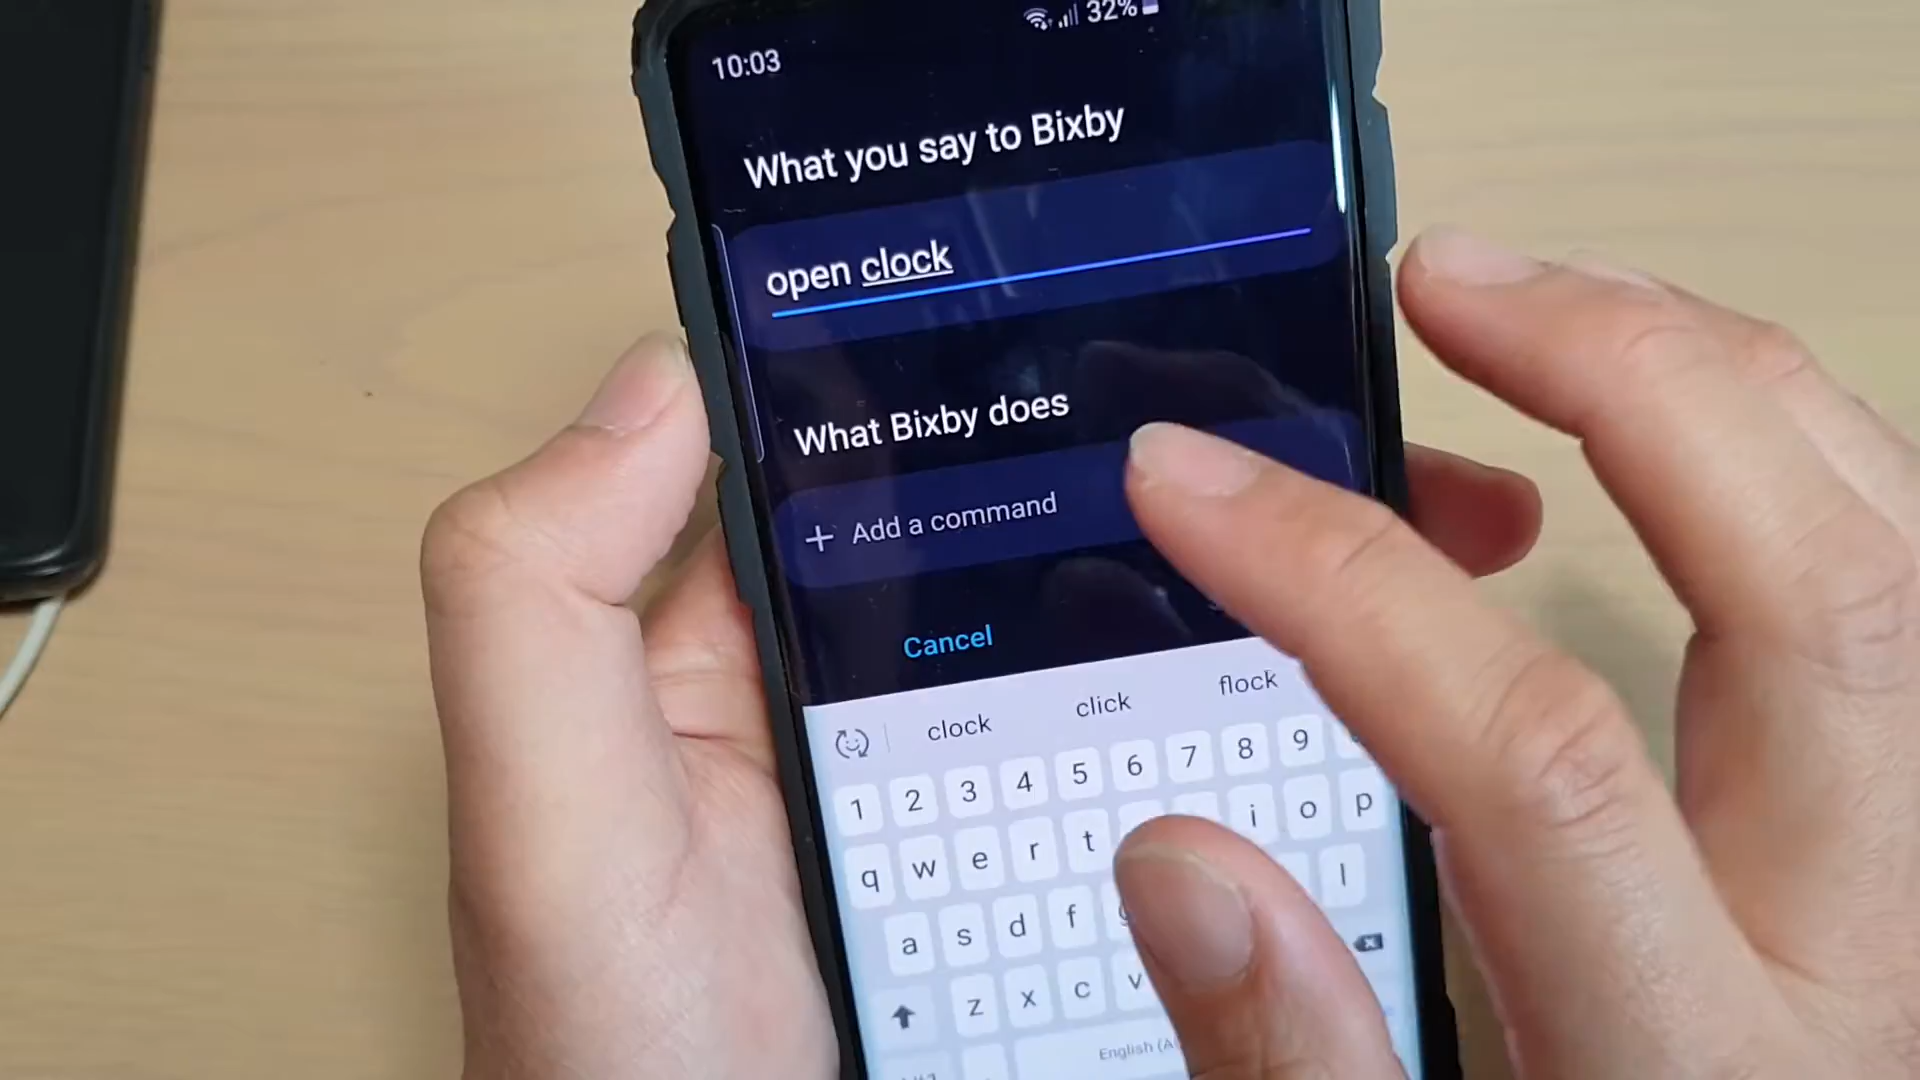 10:03 32%
What you say to Bixby
open clock
What Bixby does
+ Add a command
Cancel
clock click flock
1 2 3 4 5 6 7 8 9
q w e r t i o p
a s d f l
z x c v
English